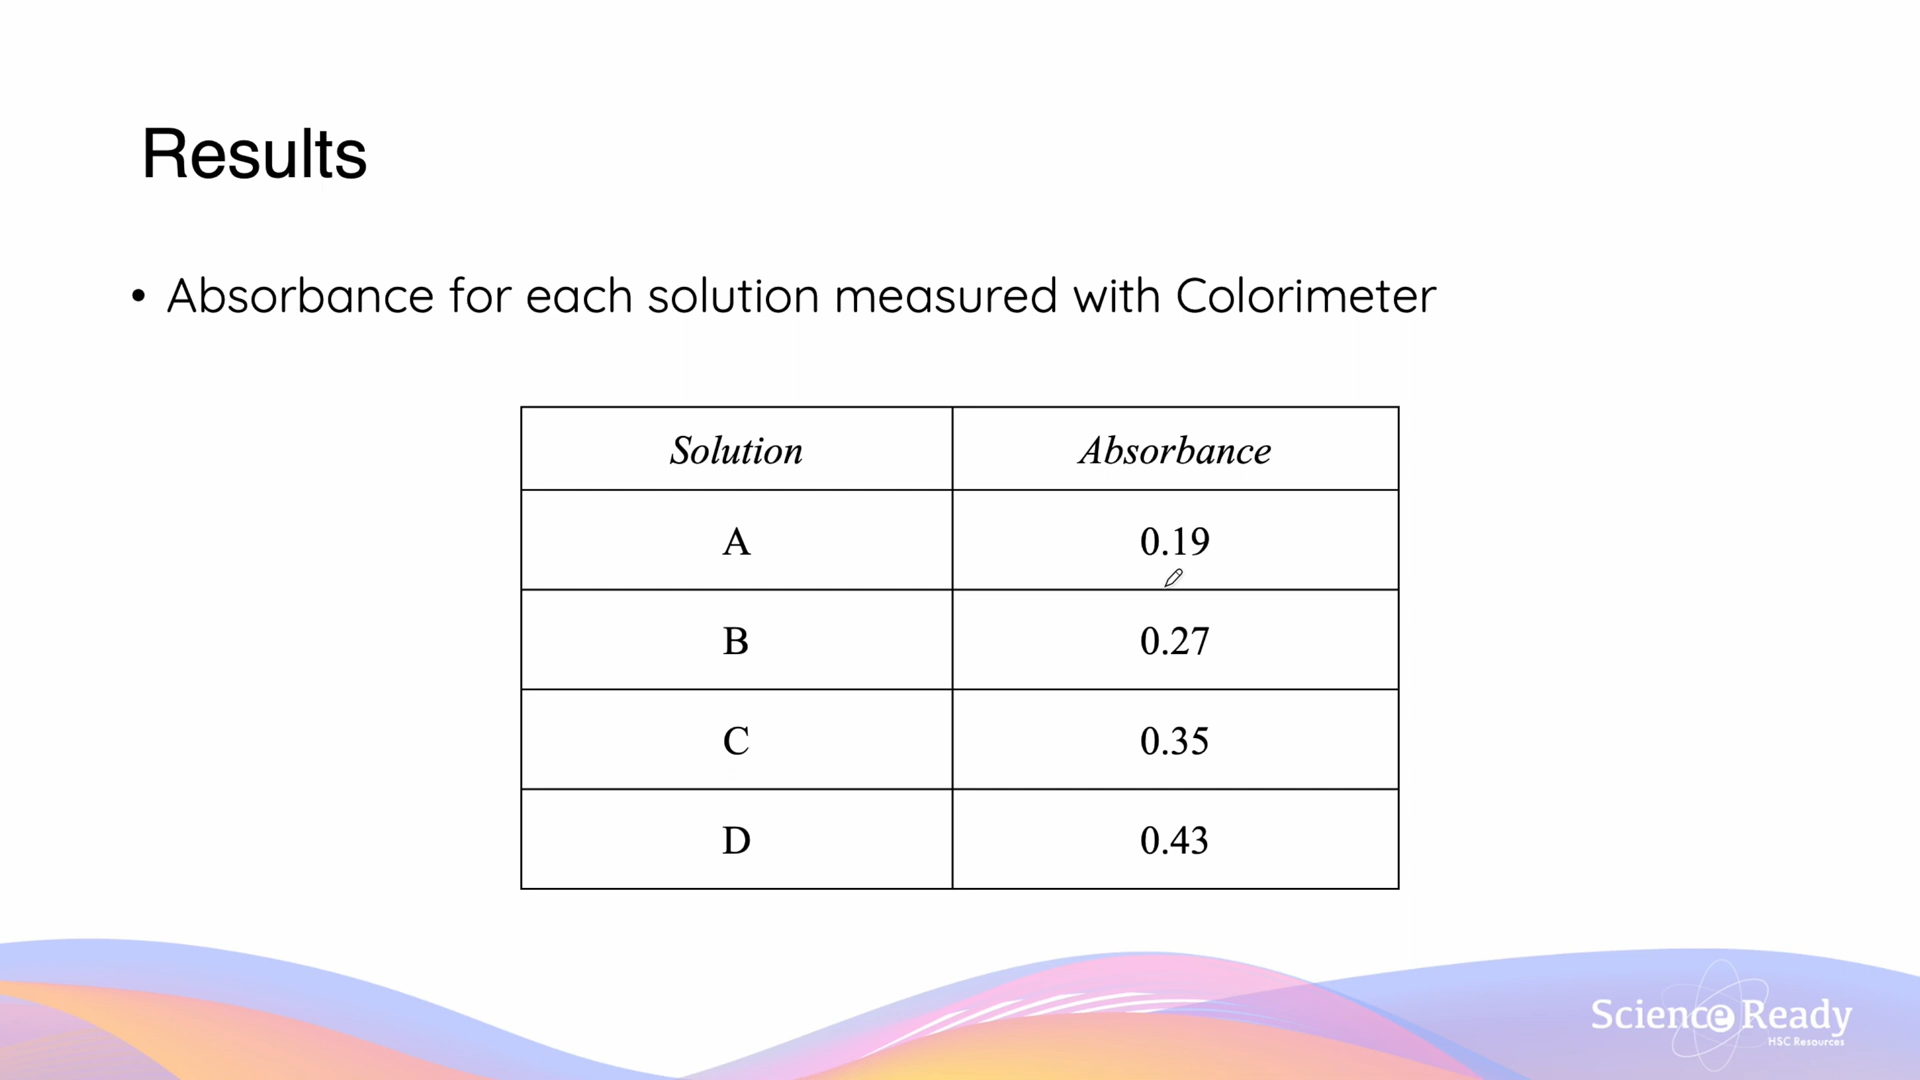 Results
• Absorbance for each solution measured with Colorimeter
Solution Absorbance
A 0.19
B 0.27
C 0.35
D 0.43
Science Ready
HSC Resources